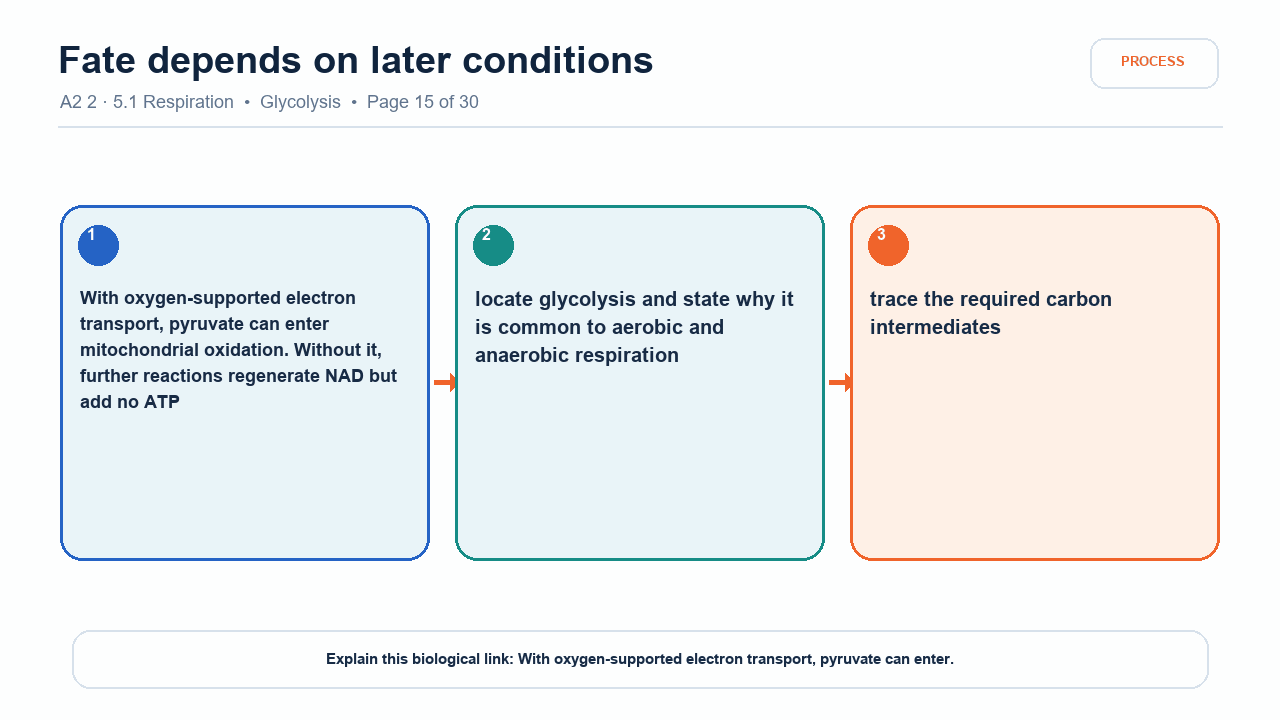 Fate depends on later conditions
PROCESS
A2 2 · 5.1 Respiration • Glycolysis • Page 15 of 30
1
With oxygen-supported electron
transport, pyruvate can enter
mitochondrial oxidation. Without it,
further reactions regenerate NAD but
add no ATP
2
locate glycolysis and state why it
is common to aerobic and
anaerobic respiration
3
trace the required carbon
intermediates
Explain this biological link: With oxygen-supported electron transport, pyruvate can enter.